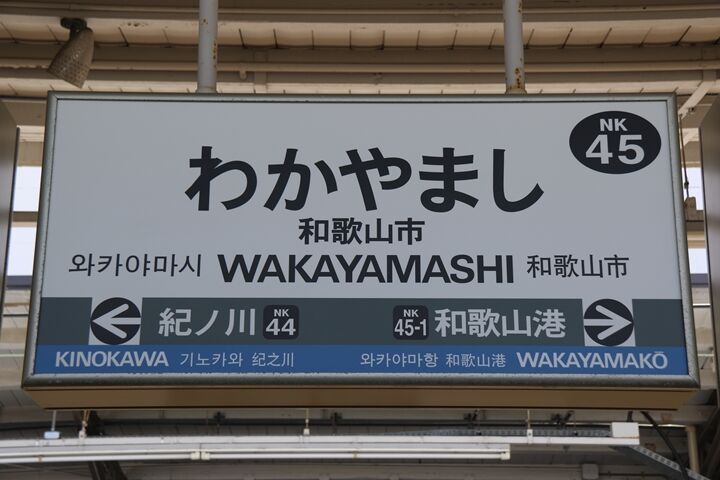 NK
45
わかやまし
和歌山市
와카야마시 WAKAYAMASHI 和歌山市
紀ノ川 NK 44 NK 45-1 和歌山港
KINOKAWA 기노카와 紀之川 와카야마항 和歌山港 WAKAYAMAKŌ